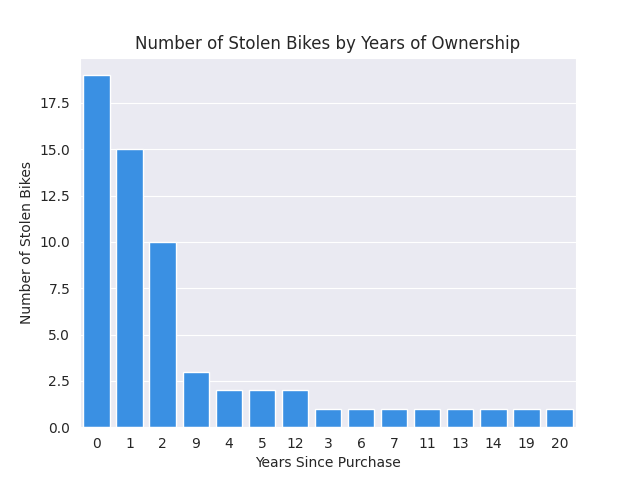 Number of Stolen Bikes by Years of Ownership
Number of Stolen Bikes
17.5
15.0
12.5
10.0
7.5
5.0
2.5
0.0
0 1 2 9 4 5 12 3 6 7 11 13 14 19 20
Years Since Purchase